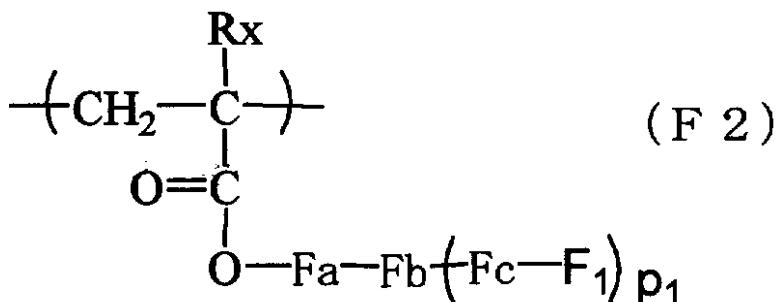 Rx
CH₂ C (F 2)
O=C
O Fa Fb (Fc F₁) p₁